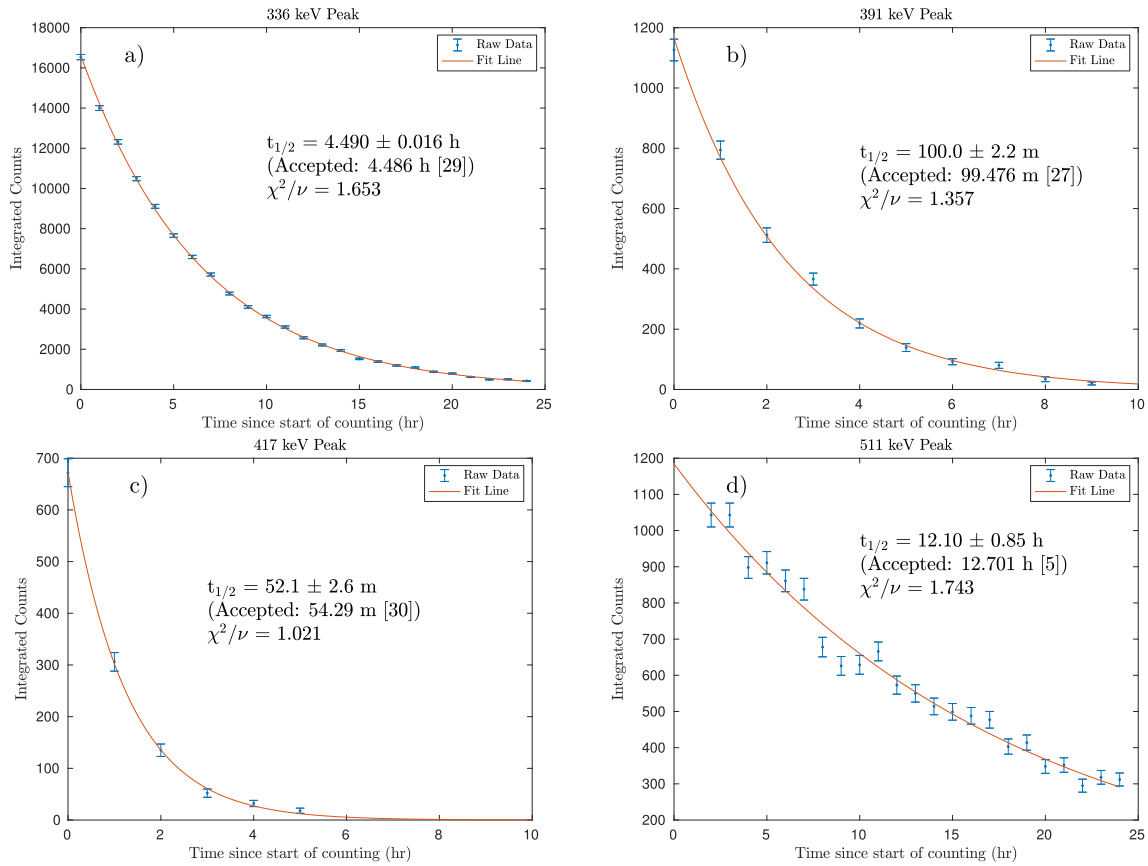 336 keV Peak
a)
Raw Data
Fit Line
t1/2 = 4.490 ± 0.016 h
(Accepted: 4.486 h [29])
χ2/ν = 1.653
Integrated Counts
18000
16000
14000
12000
10000
8000
6000
4000
2000
0
0 5 10 15 20 25
Time since start of counting (hr)
391 keV Peak
b)
Raw Data
Fit Line
t1/2 = 100.0 ± 2.2 m
(Accepted: 99.476 m [27])
χ2/ν = 1.357
Integrated Counts
1200
1000
800
600
400
200
0
0 2 4 6 8 10
Time since start of counting (hr)
417 keV Peak
c)
Raw Data
Fit Line
t1/2 = 52.1 ± 2.6 m
(Accepted: 54.29 m [30])
χ2/ν = 1.021
Integrated Counts
700
600
500
400
300
200
100
0
0 2 4 6 8 10
Time since start of counting (hr)
511 keV Peak
d)
Raw Data
Fit Line
t1/2 = 12.10 ± 0.85 h
(Accepted: 12.701 h [5])
χ2/ν = 1.743
Integrated Counts
1200
1100
1000
900
800
700
600
500
400
300
200
0 5 10 15 20 25
Time since start of counting (hr)